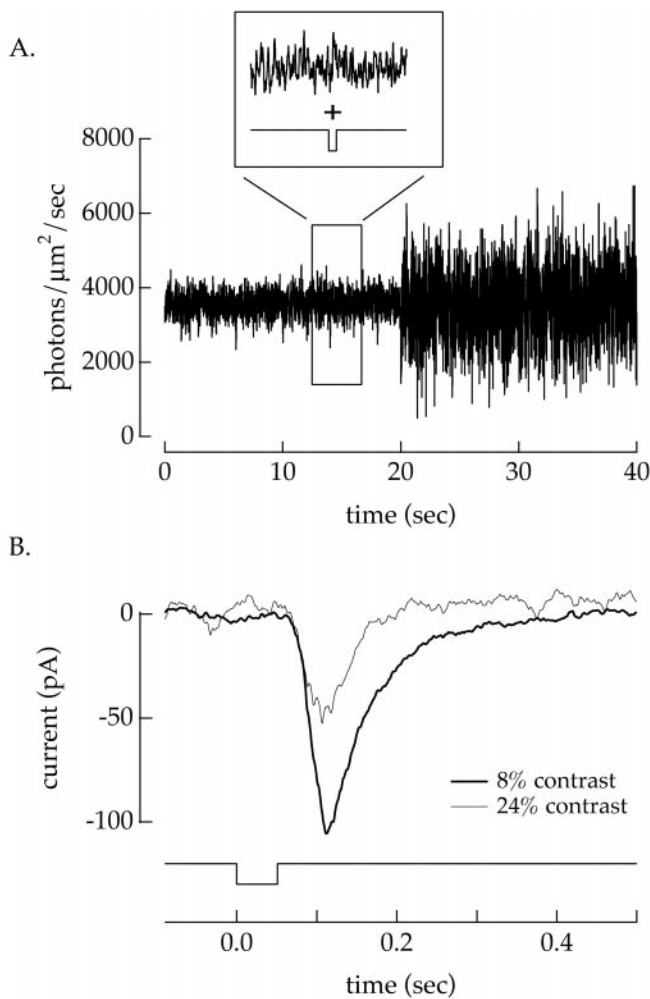 A.
+
8000
6000
4000
2000
0
photons/μm²/sec
0 10 20 30 40
time (sec)
B.
0
-50
-100
current (pA)
8% contrast
24% contrast
0.0 0.2 0.4
time (sec)